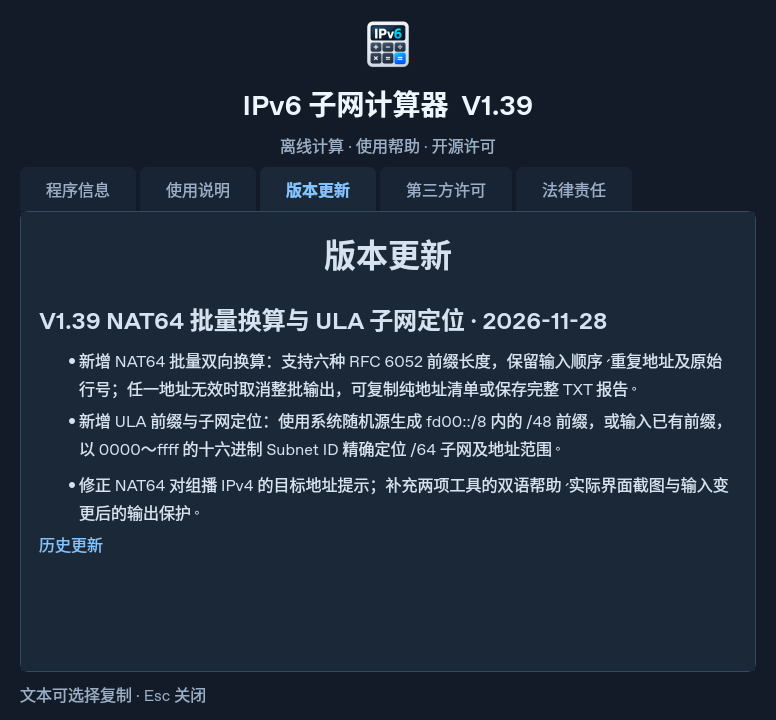 IPv6
IPv6 子网计算器 V1.39
离线计算 · 使用帮助 · 开源许可
程序信息
使用说明
版本更新
第三方许可
法律责任
版本更新
V1.39 NAT64 批量换算与 ULA 子网定位 · 2026-11-28
• 新增 NAT64 批量双向换算：支持六种 RFC 6052 前缀长度，保留输入顺序、重复地址及原始
行号；任一地址无效时取消整批输出，可复制纯地址清单或保存完整 TXT 报告。
• 新增 ULA 前缀与子网定位：使用系统随机源生成 fd00::/8 内的 /48 前缀，或输入已有前缀，
以 0000～ffff 的十六进制 Subnet ID 精确定位 /64 子网及地址范围。
• 修正 NAT64 对组播 IPv4 的目标地址提示；补充两项工具的双语帮助、实际界面截图与输入变
更后的输出保护。
历史更新
文本可选择复制 · Esc 关闭